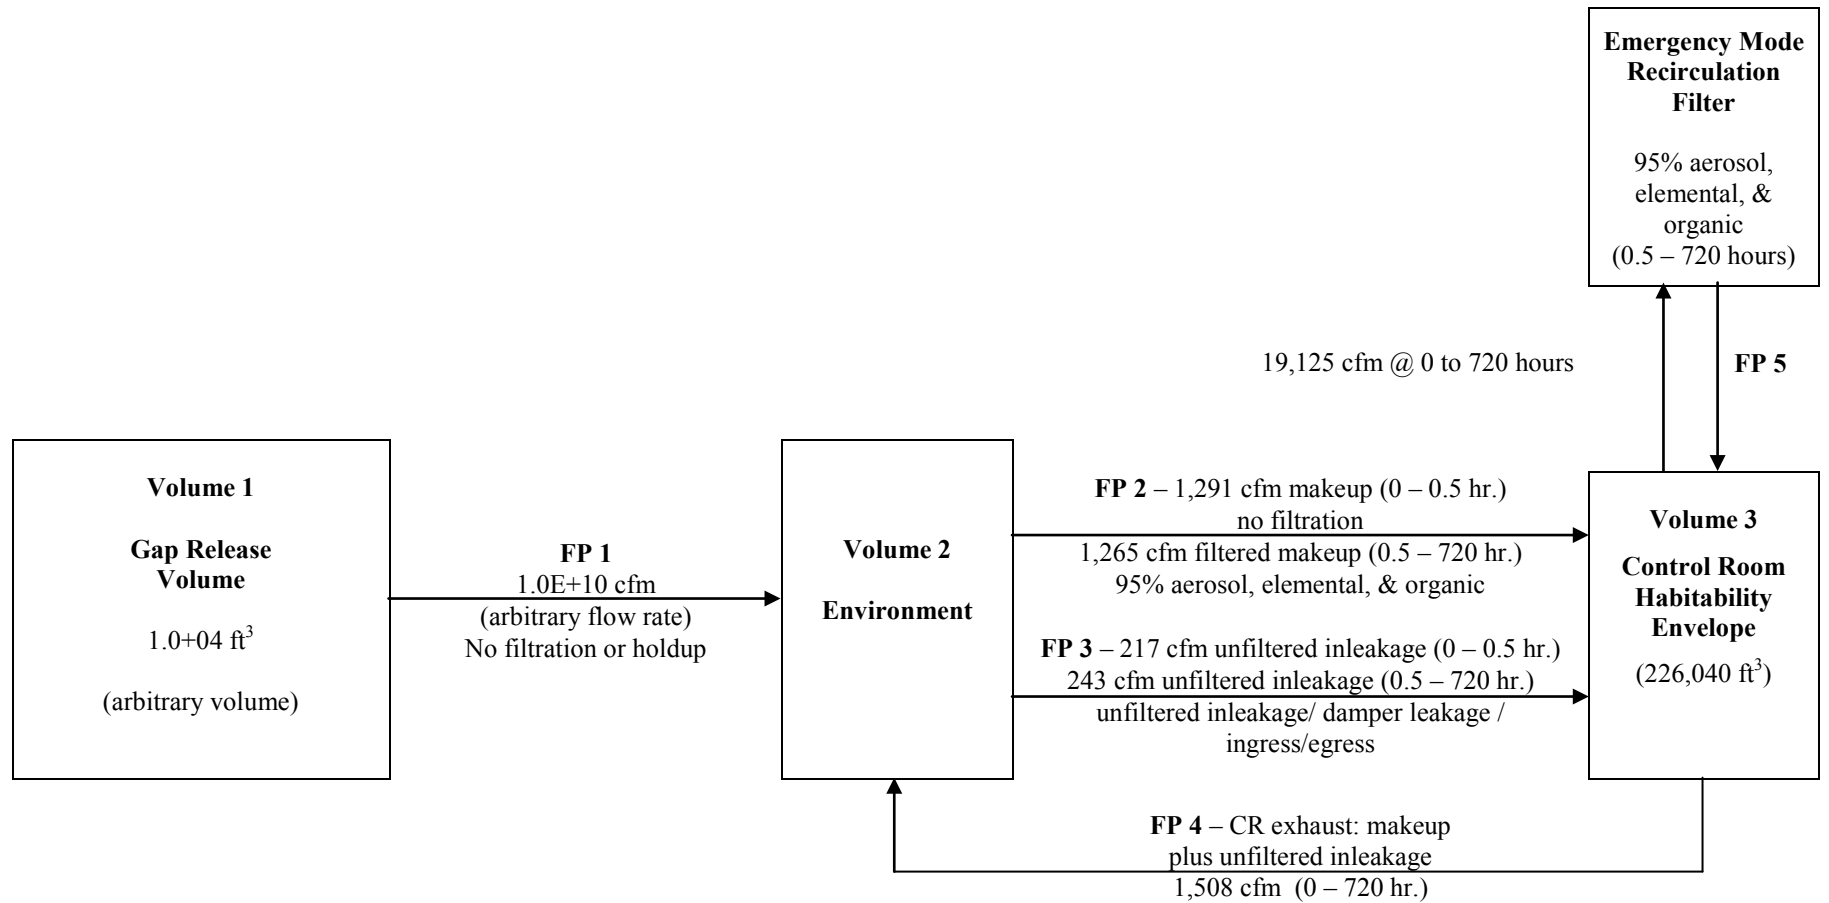 Emergency Mode
Recirculation
Filter
95% aerosol,
elemental, &
organic
(0.5 – 720 hours)
19,125 cfm @ 0 to 720 hours
FP 5
Volume 1
Gap Release
Volume
1.0+04 ft³
(arbitrary volume)
FP 1
1.0E+10 cfm
(arbitrary flow rate)
No filtration or holdup
Volume 2
Environment
FP 2 – 1,291 cfm makeup (0 – 0.5 hr.)
no filtration
1,265 cfm filtered makeup (0.5 – 720 hr.)
95% aerosol, elemental, & organic
FP 3 – 217 cfm unfiltered inleakage (0 – 0.5 hr.)
243 cfm unfiltered inleakage (0.5 – 720 hr.)
unfiltered inleakage/ damper leakage /
ingress/egress
Volume 3
Control Room
Habitability
Envelope
(226,040 ft³)
FP 4 – CR exhaust: makeup
plus unfiltered inleakage
1,508 cfm  (0 – 720 hr.)